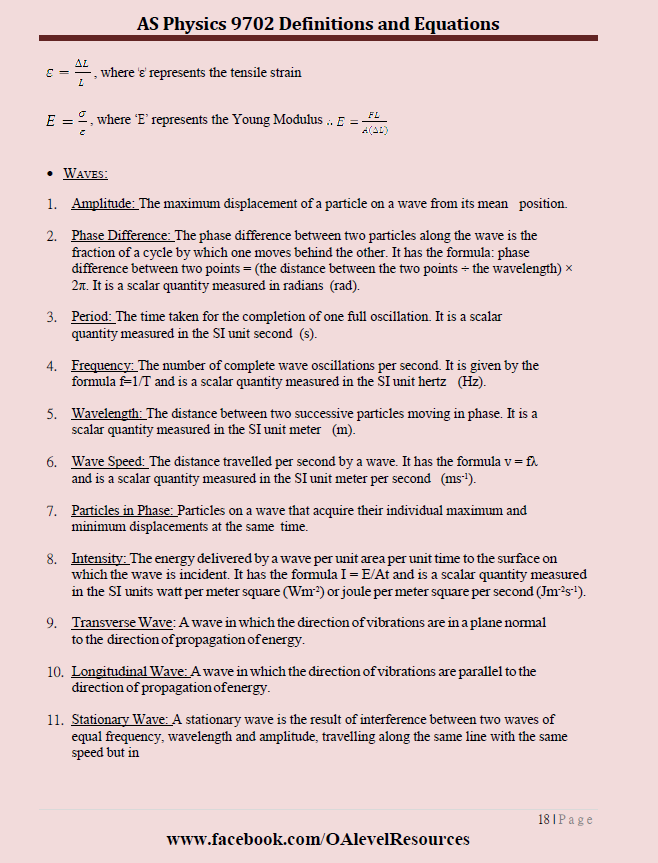 AS Physics 9702 Definitions and Equations
ε = ΔL/L , where 'ε' represents the tensile strain
E = σ/ε , where 'E' represents the Young Modulus ∴ E = FL/A(ΔL)
• WAVES:
1. Amplitude: The maximum displacement of a particle on a wave from its mean position.
2. Phase Difference: The phase difference between two particles along the wave is the
fraction of a cycle by which one moves behind the other. It has the formula: phase
difference between two points = (the distance between the two points ÷ the wavelength) ×
2π. It is a scalar quantity measured in radians (rad).
3. Period: The time taken for the completion of one full oscillation. It is a scalar
quantity measured in the SI unit second (s).
4. Frequency: The number of complete wave oscillations per second. It is given by the
formula f=1/T and is a scalar quantity measured in the SI unit hertz (Hz).
5. Wavelength: The distance between two successive particles moving in phase. It is a
scalar quantity measured in the SI unit meter (m).
6. Wave Speed: The distance travelled per second by a wave. It has the formula v = fλ
and is a scalar quantity measured in the SI unit meter per second (ms⁻¹).
7. Particles in Phase: Particles on a wave that acquire their individual maximum and
minimum displacements at the same time.
8. Intensity: The energy delivered by a wave per unit area per unit time to the surface on
which the wave is incident. It has the formula I = E/At and is a scalar quantity measured
in the SI units watt per meter square (Wm⁻²) or joule per meter square per second (Jm⁻²s⁻¹).
9. Transverse Wave: A wave in which the direction of vibrations are in a plane normal
to the direction of propagation of energy.
10. Longitudinal Wave: A wave in which the direction of vibrations are parallel to the
direction of propagation of energy.
11. Stationary Wave: A stationary wave is the result of interference between two waves of
equal frequency, wavelength and amplitude, travelling along the same line with the same
speed but in
18 | Page
www.facebook.com/OAlevelResources